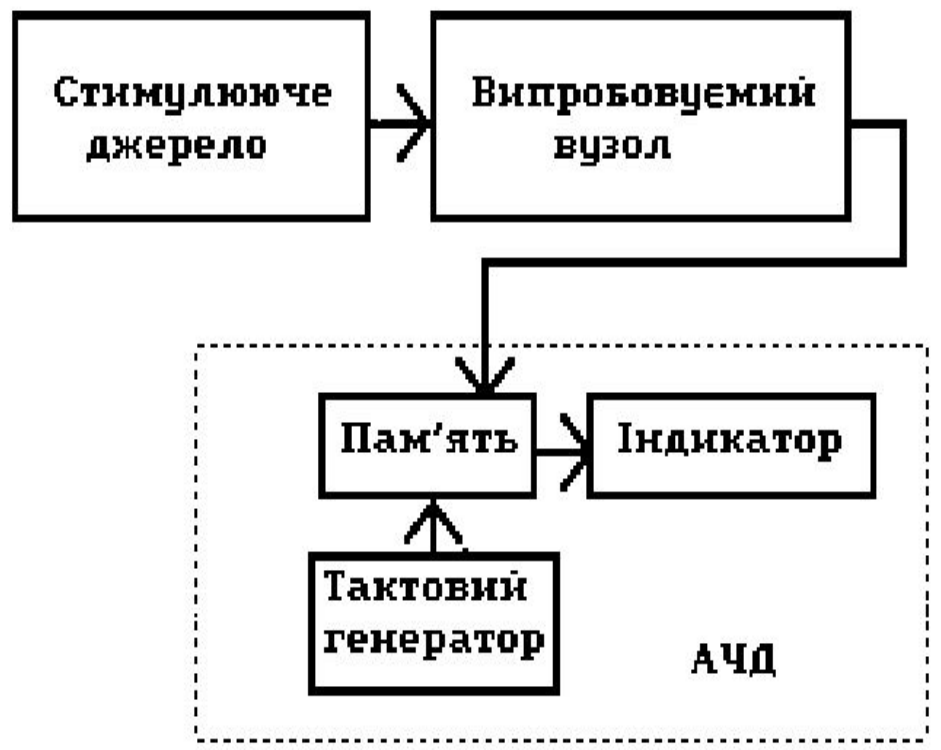 Стимулююче
джерело
Випробовуємий
вузол
Пам'ять
Індикатор
Тактовий
генератор
АЧД